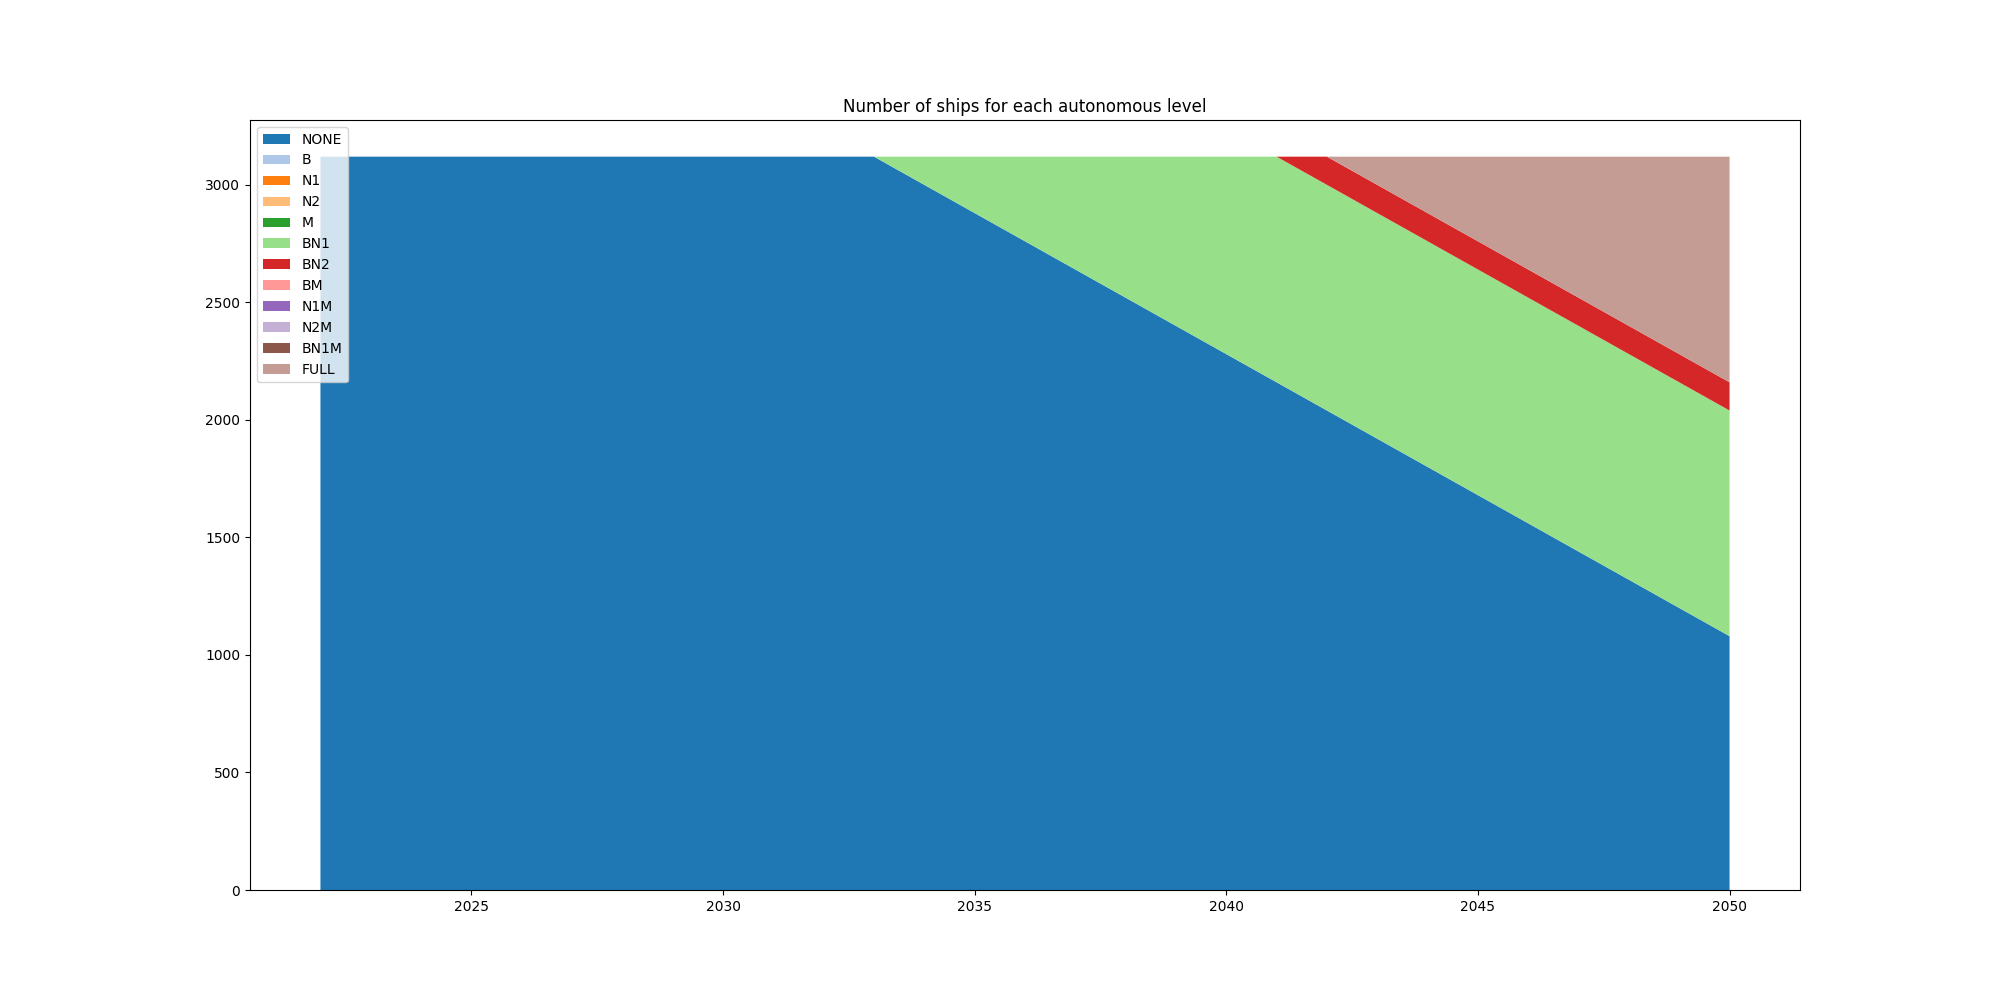 Number of ships for each autonomous level
NONE
B
N1
N2
M
BN1
BN2
BM
N1M
N2M
BN1M
FULL
3000
2500
2000
1500
1000
500
0
2025
2030
2035
2040
2045
2050